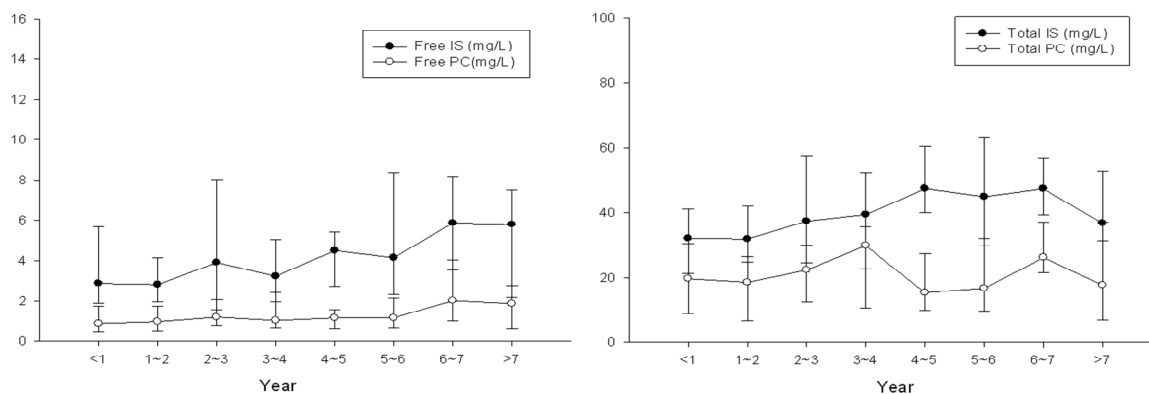 16
14
12
10
8
6
4
2
0
Free IS (mg/L)
Free PC(mg/L)
<1 1~2 2~3 3~4 4~5 5~6 6~7 >7
Year
100
80
60
40
20
0
Total IS (mg/L)
Total PC (mg/L)
<1 1~2 2~3 3~4 4~5 5~6 6~7 >7
Year